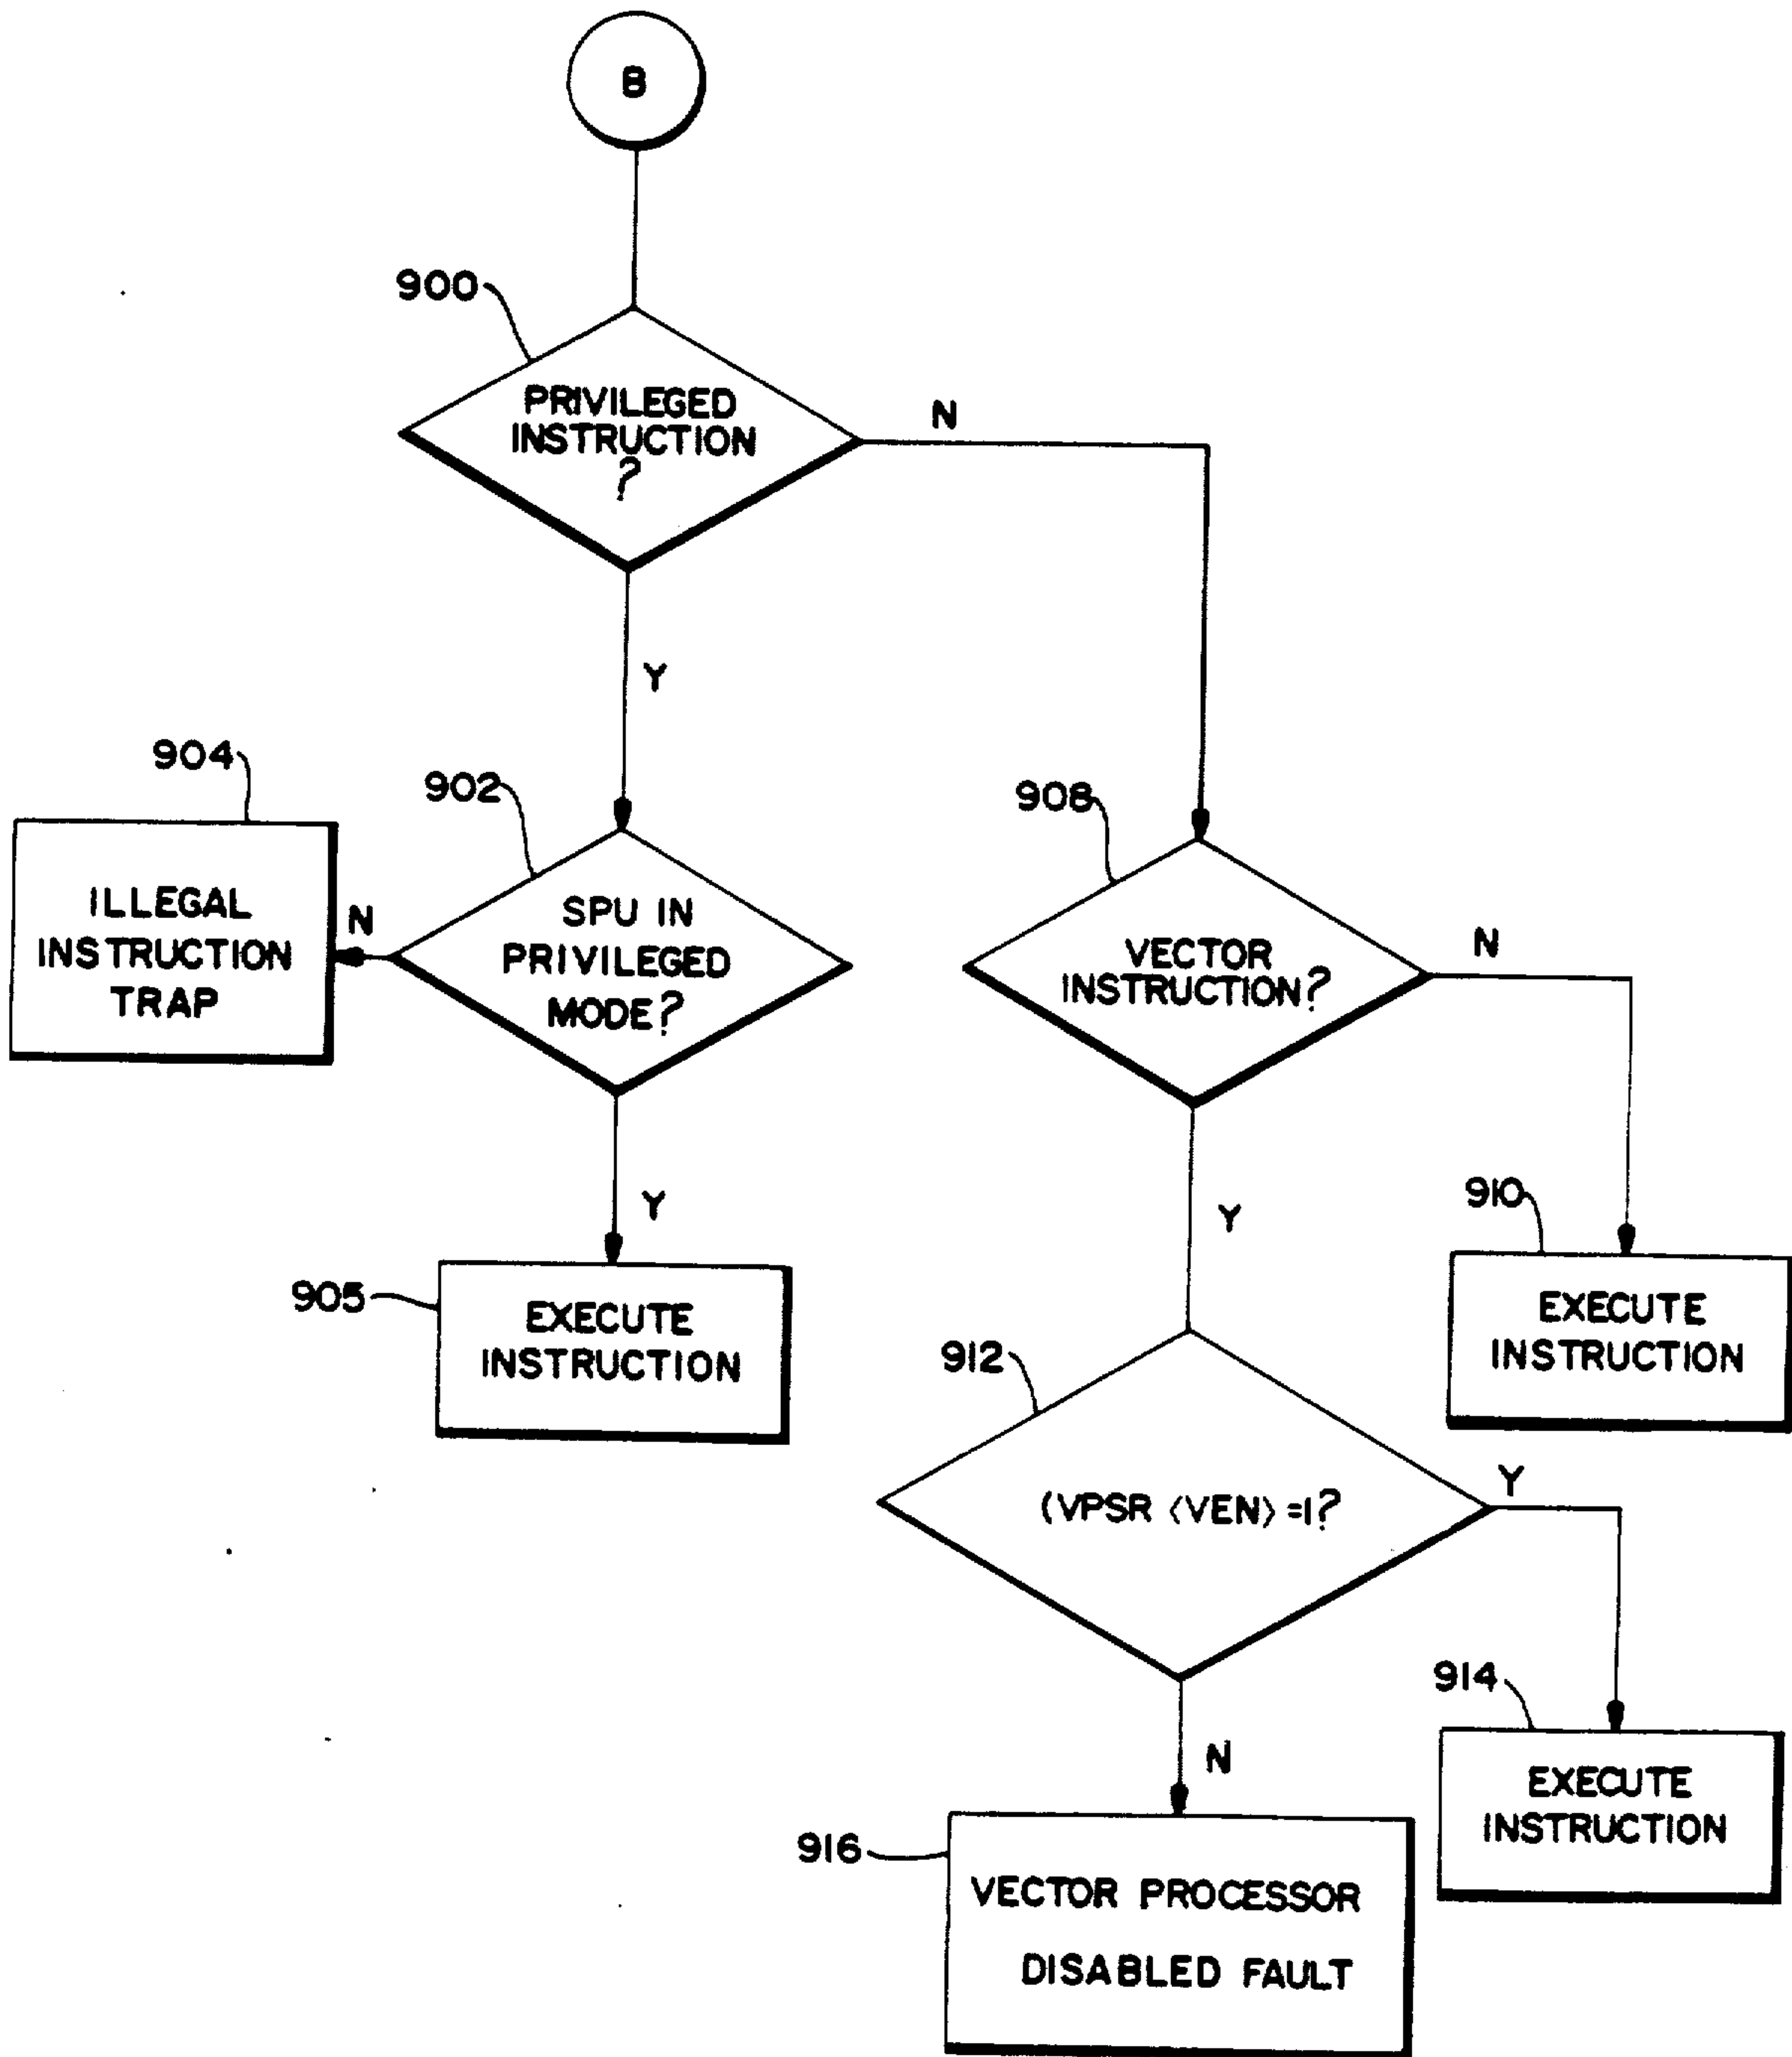 B
900
PRIVILEGED
INSTRUCTION
?
N
Y
904
902
908
ILLEGAL
INSTRUCTION
TRAP
N
SPU IN
PRIVILEGED
MODE?
VECTOR
INSTRUCTION?
N
Y
Y
910
905
EXECUTE
INSTRUCTION
EXECUTE
INSTRUCTION
912
(VPSR ⟨VEN⟩ =1?
Y
914
N
EXECUTE
INSTRUCTION
916
VECTOR PROCESSOR
DISABLED FAULT